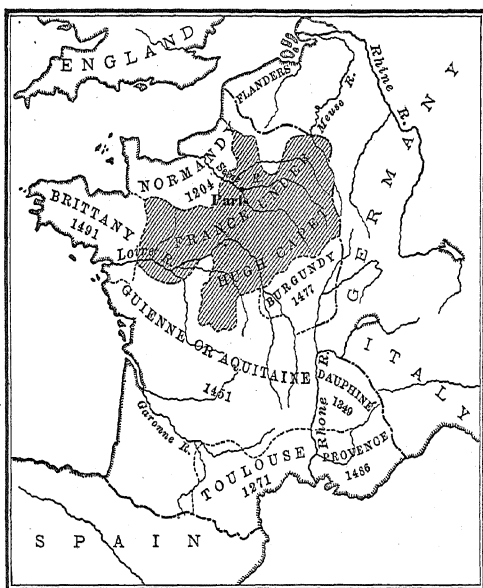 ENGLAND
FLANDERS
Meuse R.
Rhine R.
GERMANY
NORMANDY
1204
Seine R.
Paris
BRITTANY
1491
FRANCE UNDER
HUGH CAPET
Loire R.
BURGUNDY
1477
GUIENNE OR AQUITAINE
1451
ITALY
DAUPHINE
1349
Rhone R.
Garonne R.
TOULOUSE
1271
PROVENCE
1486
SPAIN